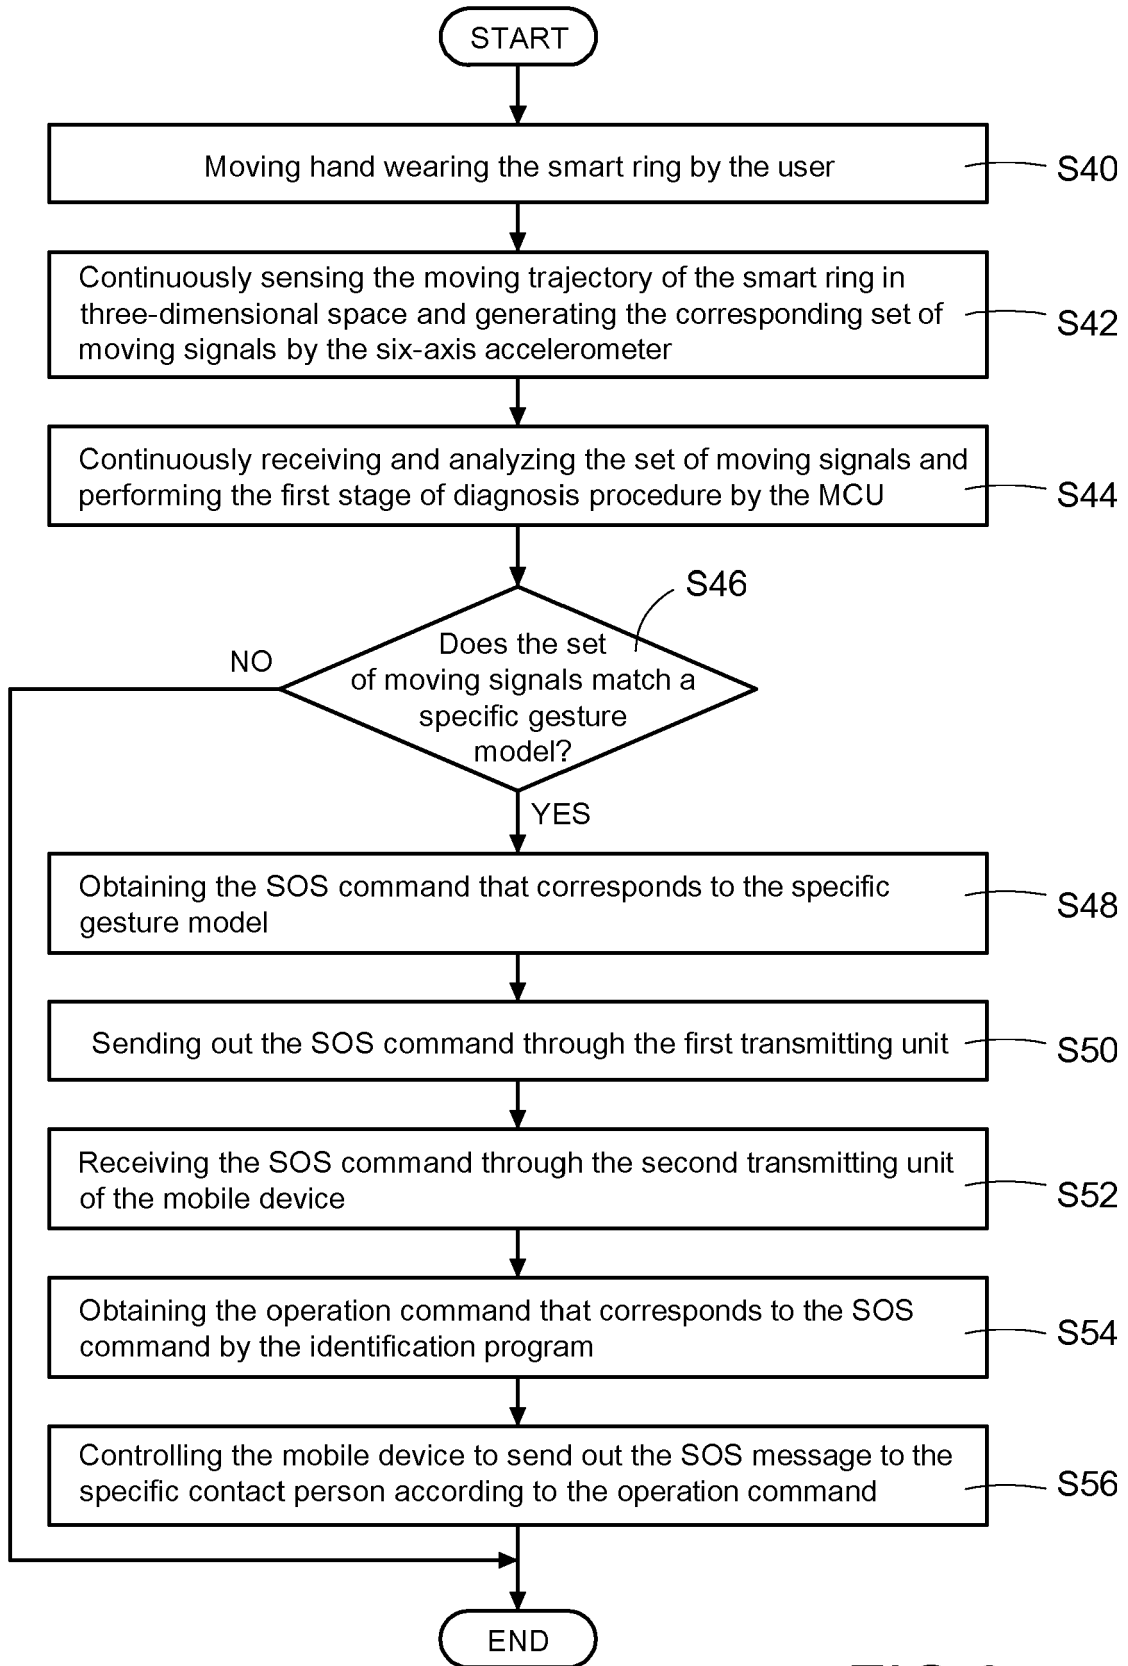 START
Moving hand wearing the smart ring by the user
S40
Continuously sensing the moving trajectory of the smart ring in
three-dimensional space and generating the corresponding set of
moving signals by the six-axis accelerometer
S42
Continuously receiving and analyzing the set of moving signals and
performing the first stage of diagnosis procedure by the MCU
S44
S46
Does the set
of moving signals match a
specific gesture
model?
NO
YES
Obtaining the SOS command that corresponds to the specific
gesture model
S48
Sending out the SOS command through the first transmitting unit
S50
Receiving the SOS command through the second transmitting unit
of the mobile device
S52
Obtaining the operation command that corresponds to the SOS
command by the identification program
S54
Controlling the mobile device to send out the SOS message to the
specific contact person according to the operation command
S56
END